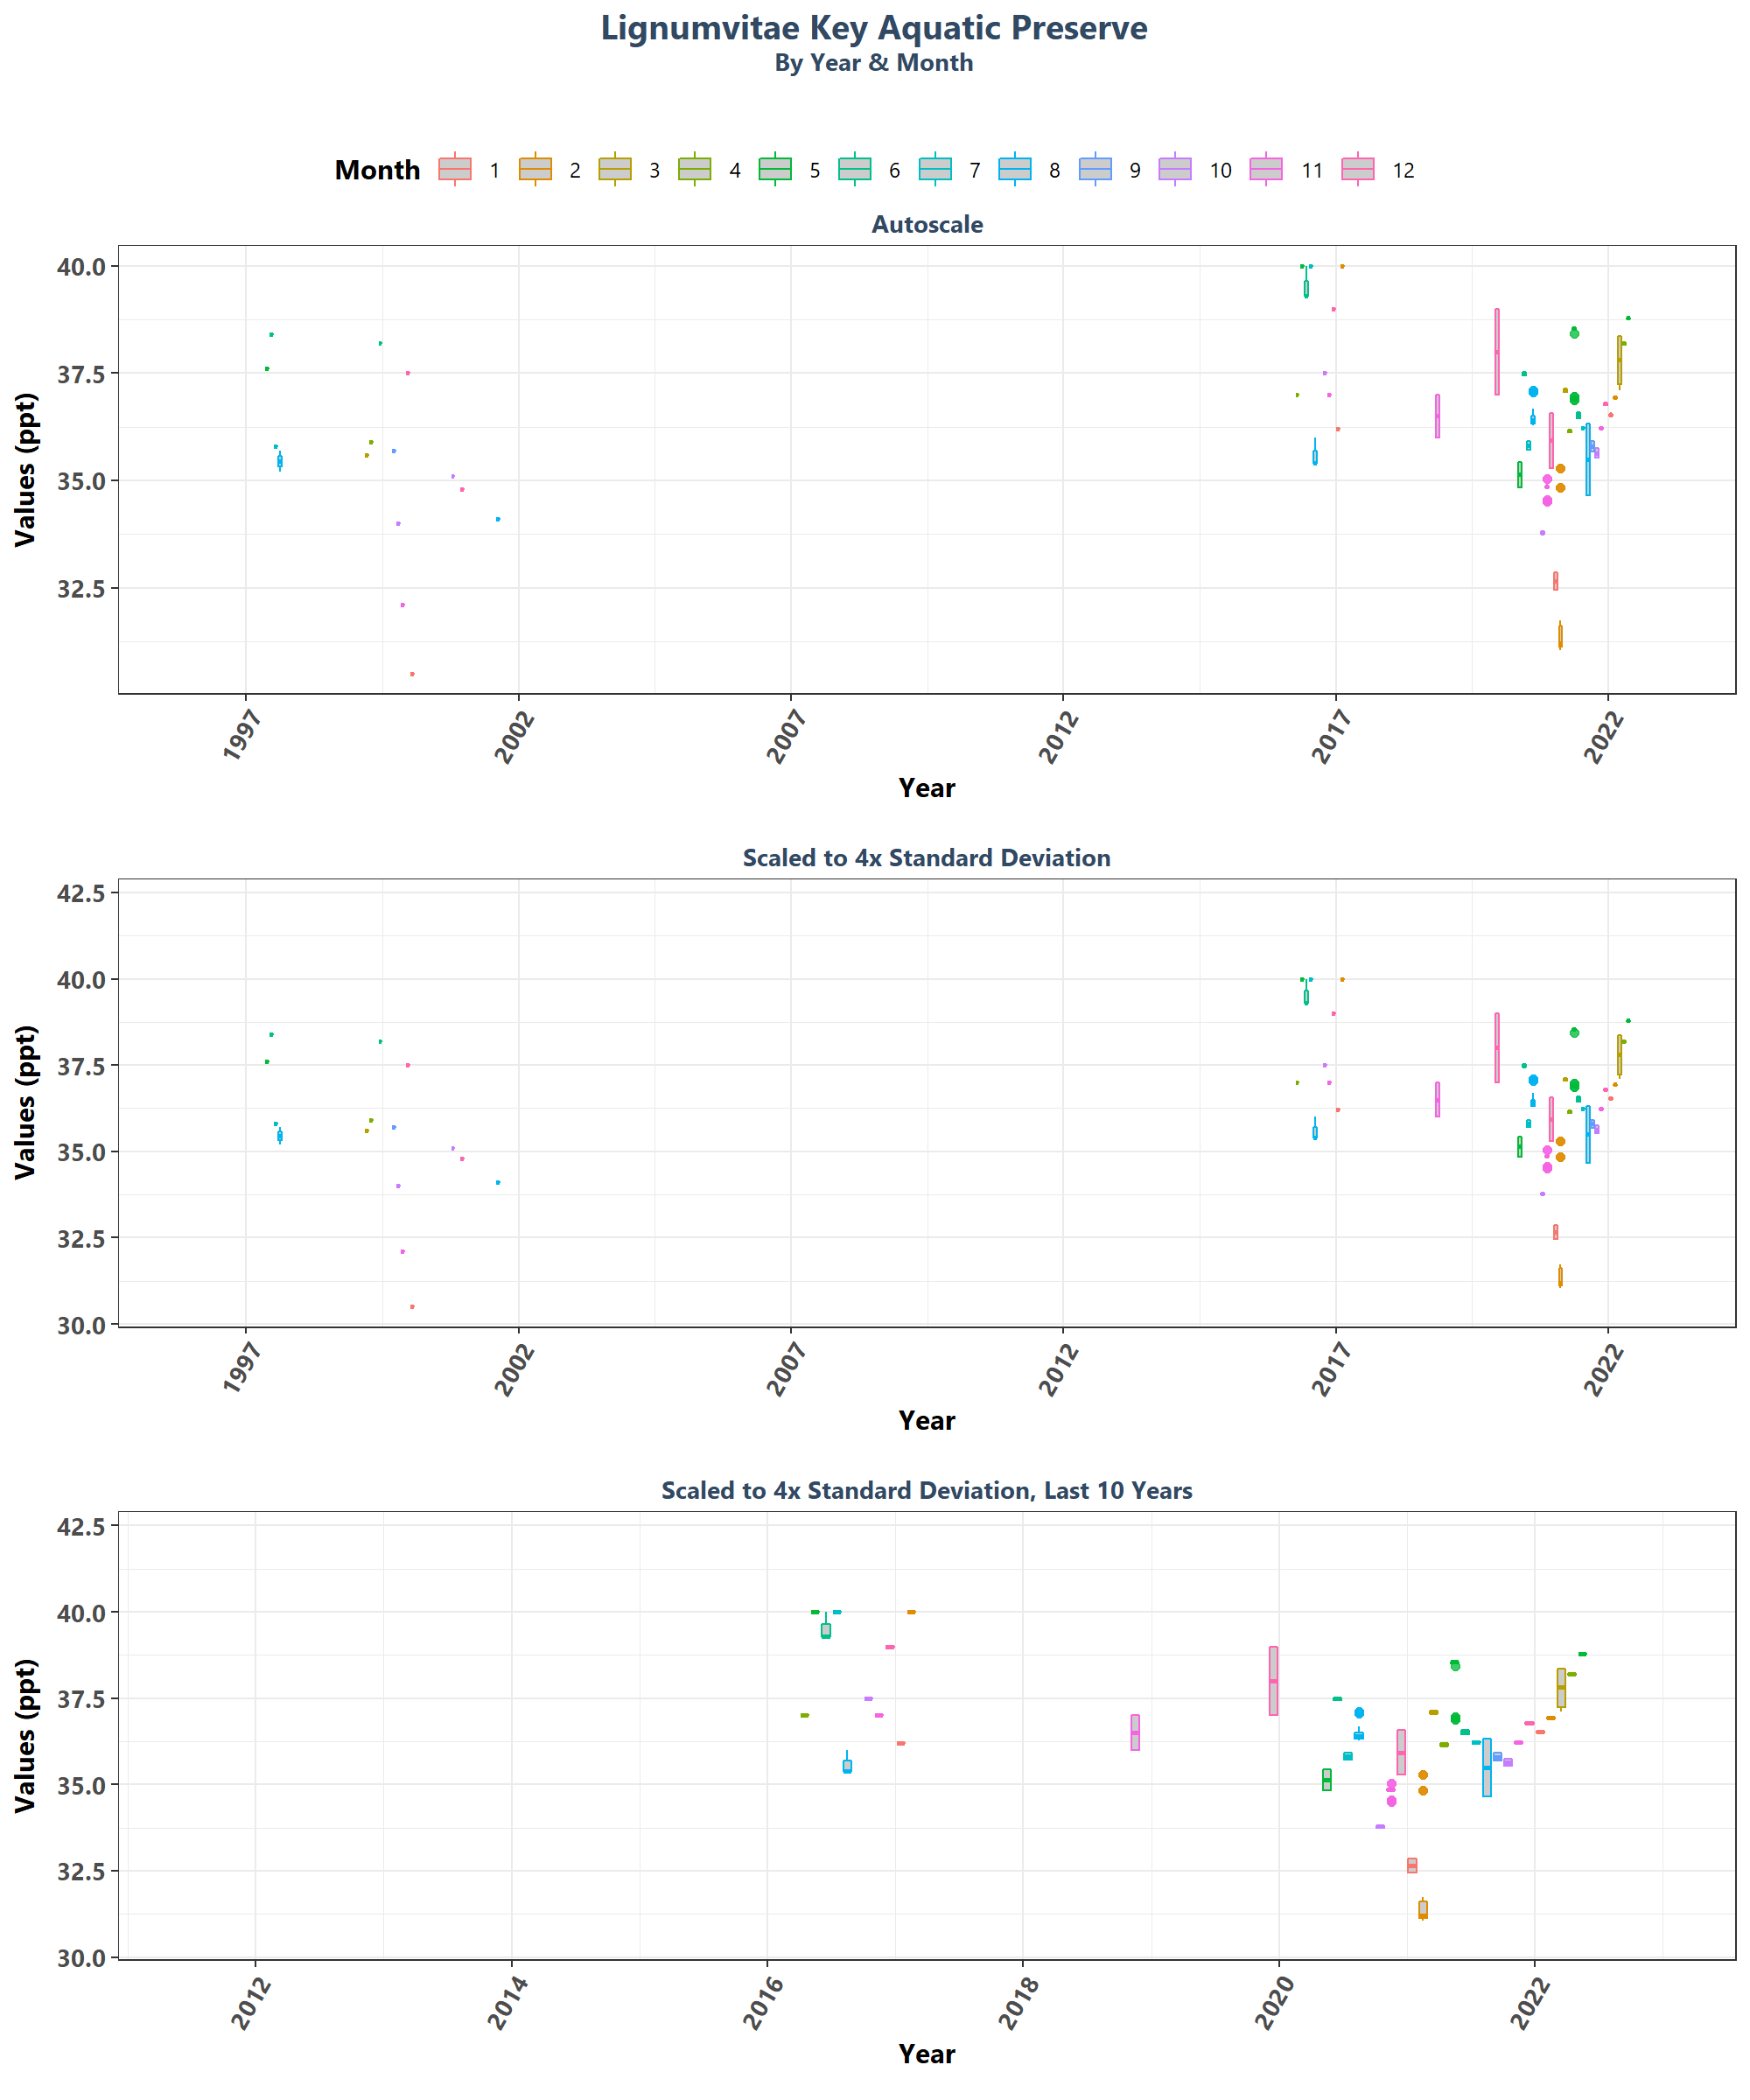 Lignumvitae Key Aquatic Preserve
By Year & Month
Month 1 2 3 4 5 6 7 8 9 10 11 12
Autoscale
Values (ppt)
40.0
37.5
35.0
32.5
1997 2002 2007 2012 2017 2022
Year
Scaled to 4x Standard Deviation
Values (ppt)
42.5
40.0
37.5
35.0
32.5
30.0
1997 2002 2007 2012 2017 2022
Year
Scaled to 4x Standard Deviation, Last 10 Years
Values (ppt)
42.5
40.0
37.5
35.0
32.5
30.0
2012 2014 2016 2018 2020 2022
Year